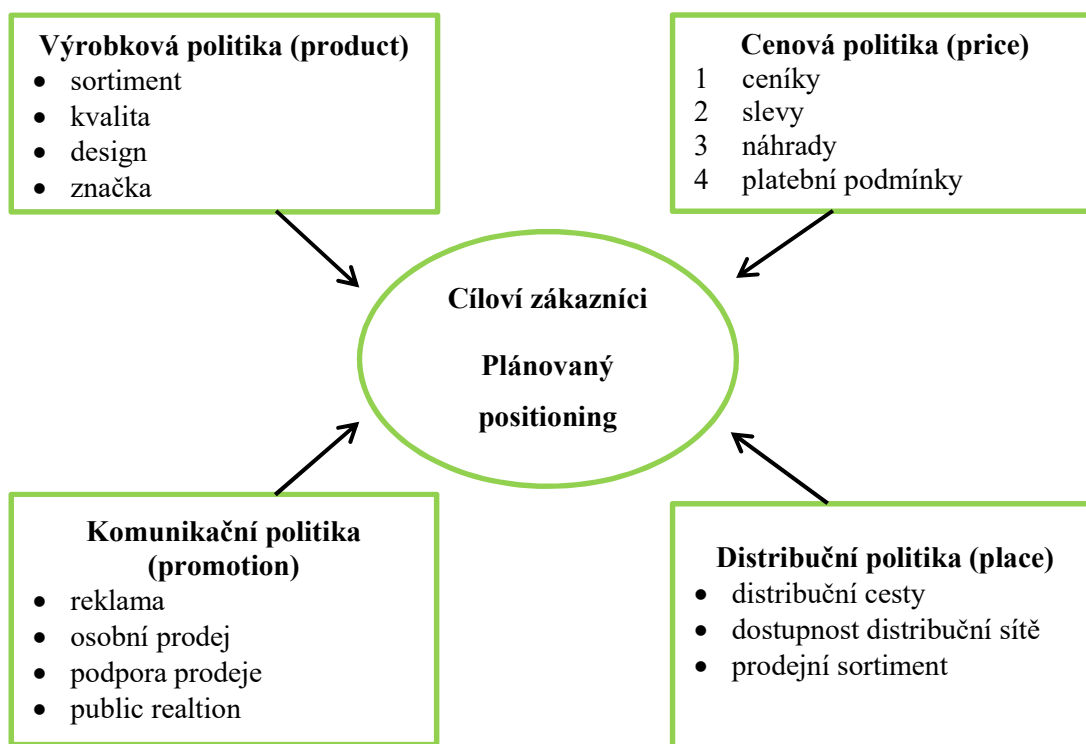 Výrobková politika (product)
• sortiment
• kvalita
• design
• značka
Cenová politika (price)
1 ceníky
2 slevy
3 náhrady
4 platební podmínky
Cíloví zákazníci
Plánovaný
positioning
Komunikační politika
(promotion)
• reklama
• osobní prodej
• podpora prodeje
• public realtion
Distribuční politika (place)
• distribuční cesty
• dostupnost distribuční sítě
• prodejní sortiment